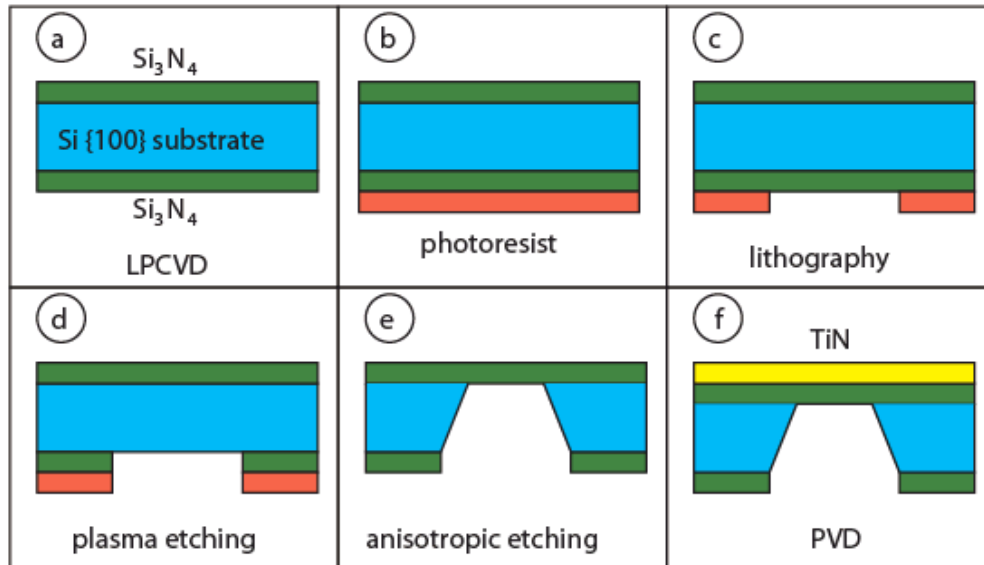 a
Si₃N₄
Si {100} substrate
Si₃N₄
LPCVD
b
photoresist
c
lithography
d
plasma etching
e
anisotropic etching
f
TiN
PVD